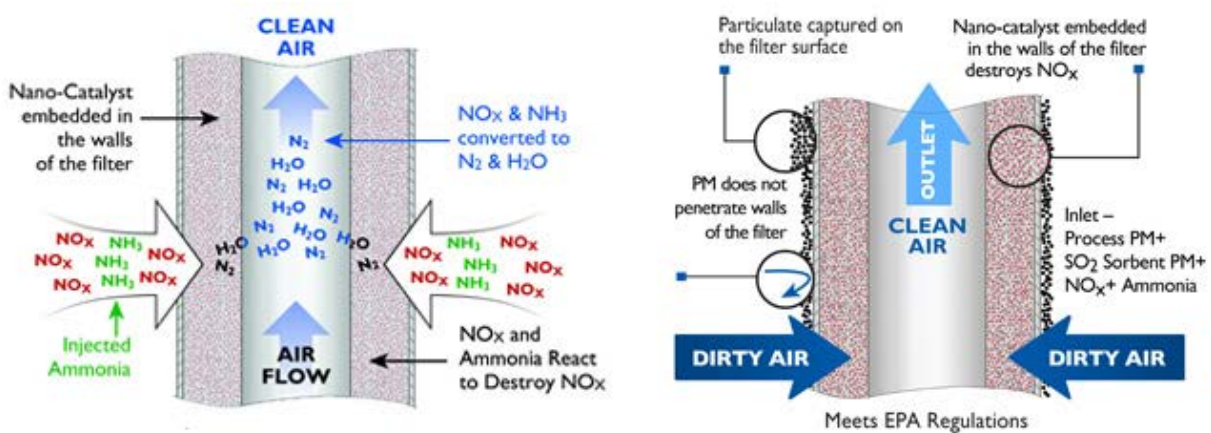 CLEAN
AIR
Nano-Catalyst
embedded in
the walls
of the filter
NOx & NH3
converted to
N2 & H2O
N2
H2O
N2 H2O
H2O
N2 N2
H2O H2O H2O H2O
N2 N2 N2
NOx NH3 NOx
NOx NH3
NOx NH3 NOx
NOx NH3 NOx
NOx NH3 NOx
NOx NH3 NOx
Injected
Ammonia
AIR
FLOW
NOx and
Ammonia React
to Destroy NOx
Particulate captured on
the filter surface
Nano-catalyst embedded
in the walls of the filter
destroys NOx
OUTLET
CLEAN
AIR
PM does not
penetrate walls
of the filter
Inlet –
Process PM+
SO2 Sorbent PM+
NOx+ Ammonia
DIRTY AIR
DIRTY AIR
Meets EPA Regulations